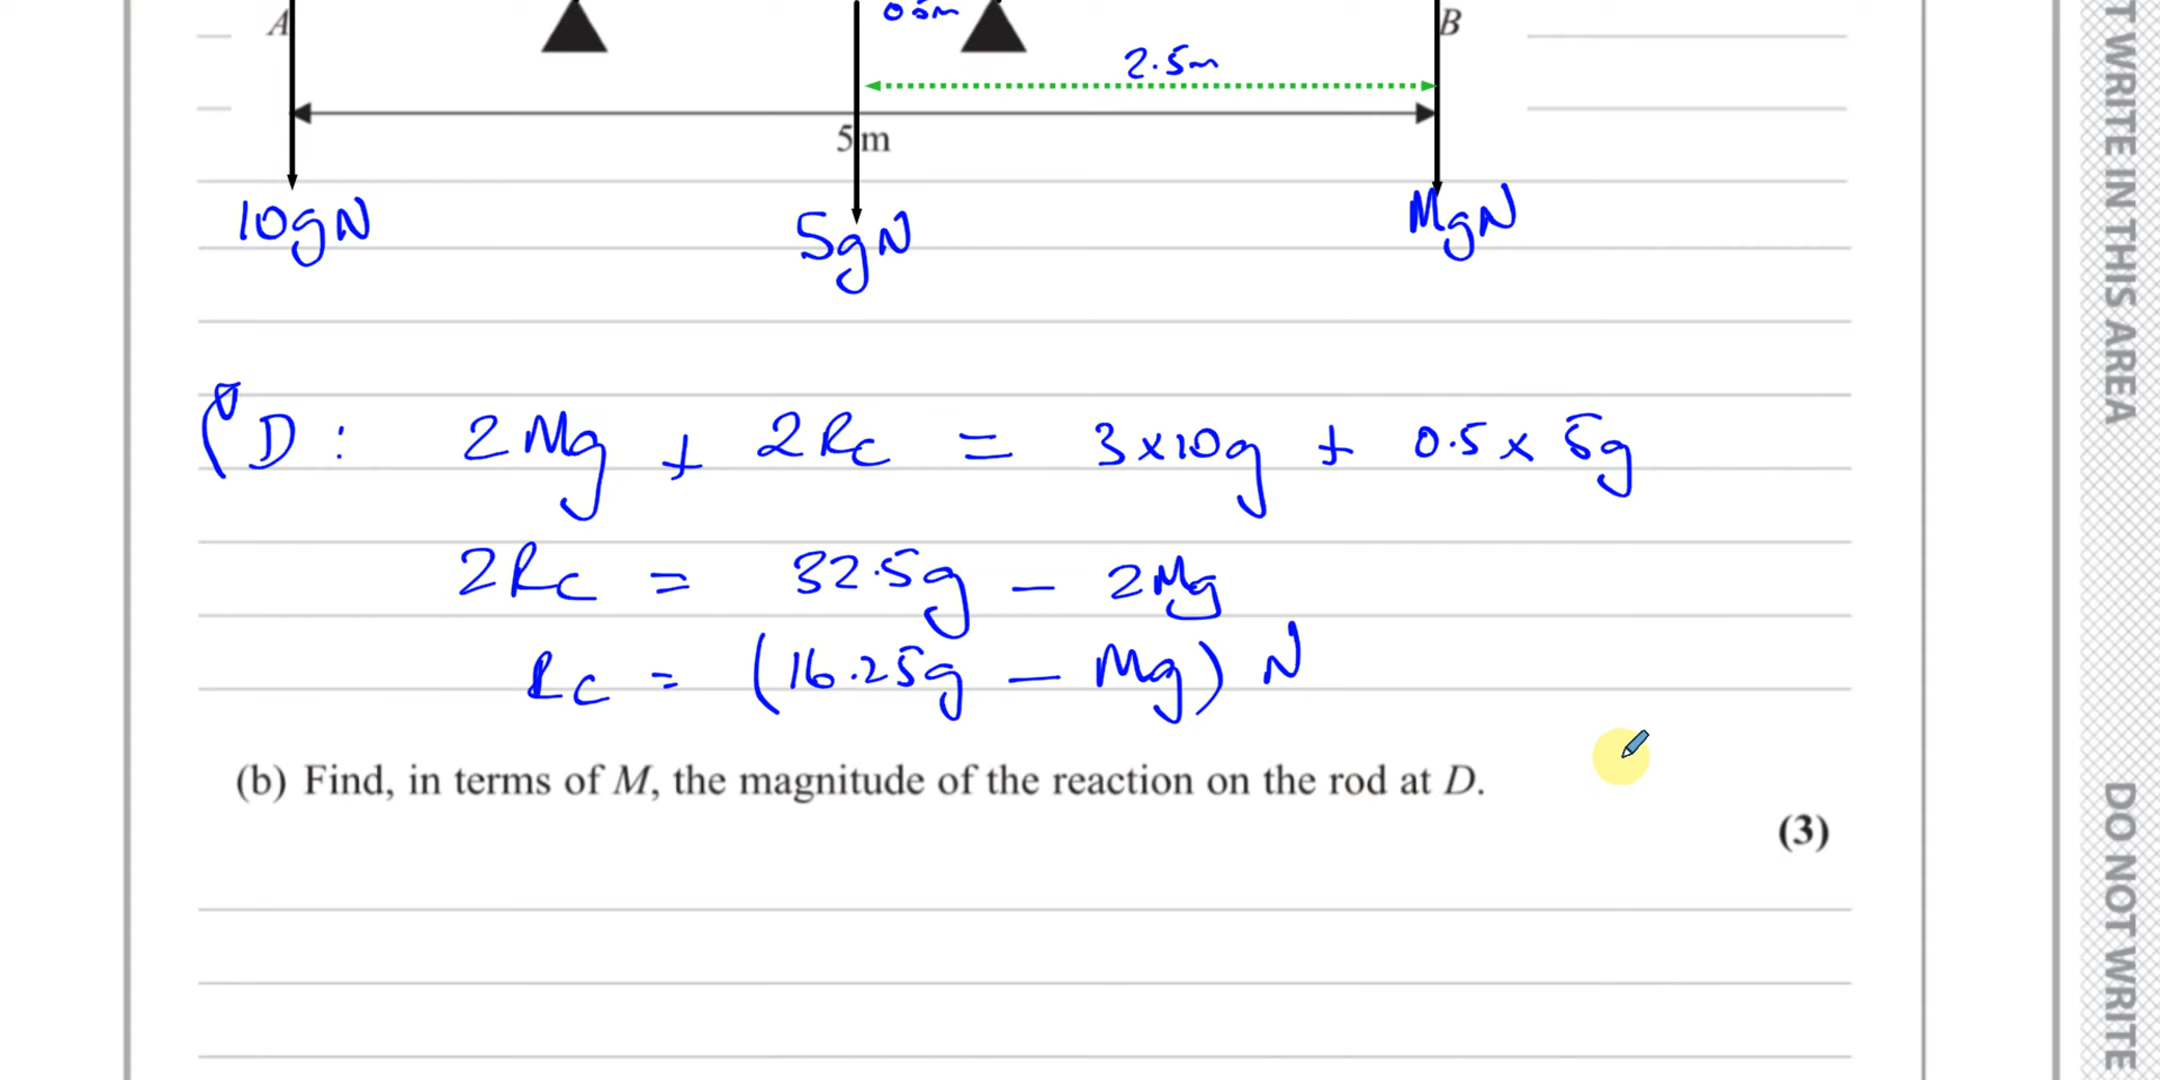 A 0.5m B
2.5m
5 m
10gN 5gN MgN
D : 2Mg + 2Rc = 3×10g + 0.5 × 5g
2Rc = 32.5g − 2Mg
Rc = (16.25g − Mg) N
(b) Find, in terms of M, the magnitude of the reaction on the rod at D.
(3)
T WRITE IN THIS AREA
DO NOT WRITE